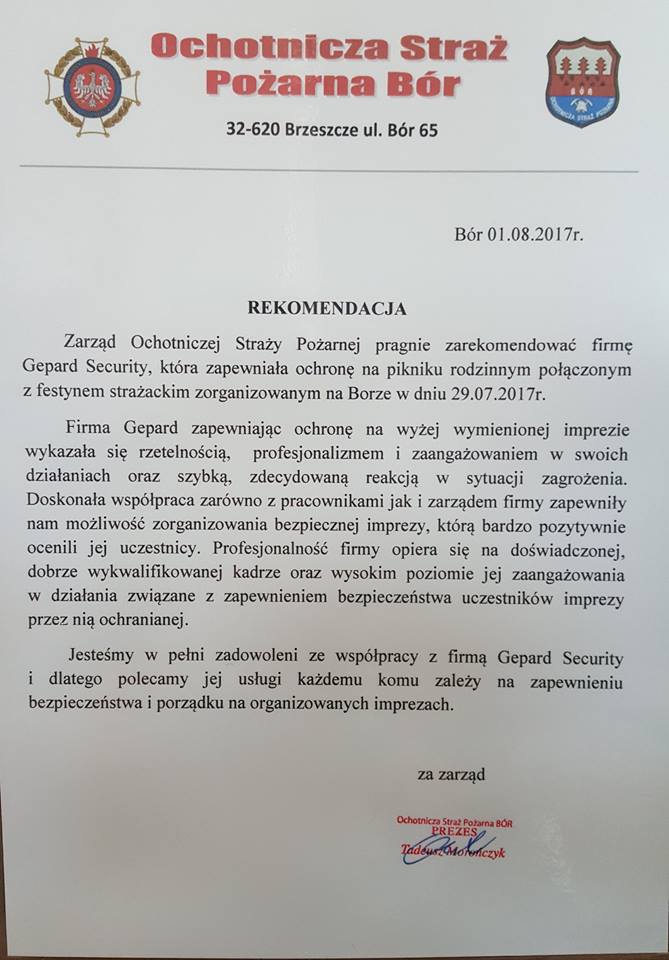 Ochotnicza Straż
Pożarna Bór
BÓR
OCHOTNICZA STRAŻ POŻARNA
32-620 Brzeszcze ul. Bór 65
Bór 01.08.2017r.
REKOMENDACJA
Zarząd Ochotniczej Straży Pożarnej pragnie zarekomendować firmę
Gepard Security, która zapewniała ochronę na pikniku rodzinnym połączonym
z festynem strażackim zorganizowanym na Borze w dniu 29.07.2017r.
Firma Gepard zapewniając ochronę na wyżej wymienionej imprezie
wykazała się rzetelnością, profesjonalizmem i zaangażowaniem w swoich
działaniach oraz szybką, zdecydowaną reakcją w sytuacji zagrożenia.
Doskonała współpraca zarówno z pracownikami jak i zarządem firmy zapewniły
nam możliwość zorganizowania bezpiecznej imprezy, którą bardzo pozytywnie
ocenili jej uczestnicy. Profesjonalność firmy opiera się na doświadczonej,
dobrze wykwalifikowanej kadrze oraz wysokim poziomie jej zaangażowania
w działania związane z zapewnieniem bezpieczeństwa uczestników imprezy
przez nią ochranianej.
Jesteśmy w pełni zadowoleni ze współpracy z firmą Gepard Security
i dlatego polecamy jej usługi każdemu komu zależy na zapewnieniu
bezpieczeństwa i porządku na organizowanych imprezach.
za zarząd
Ochotnicza Straż Pożarna BÓR
PREZES
Tadeusz Morończyk